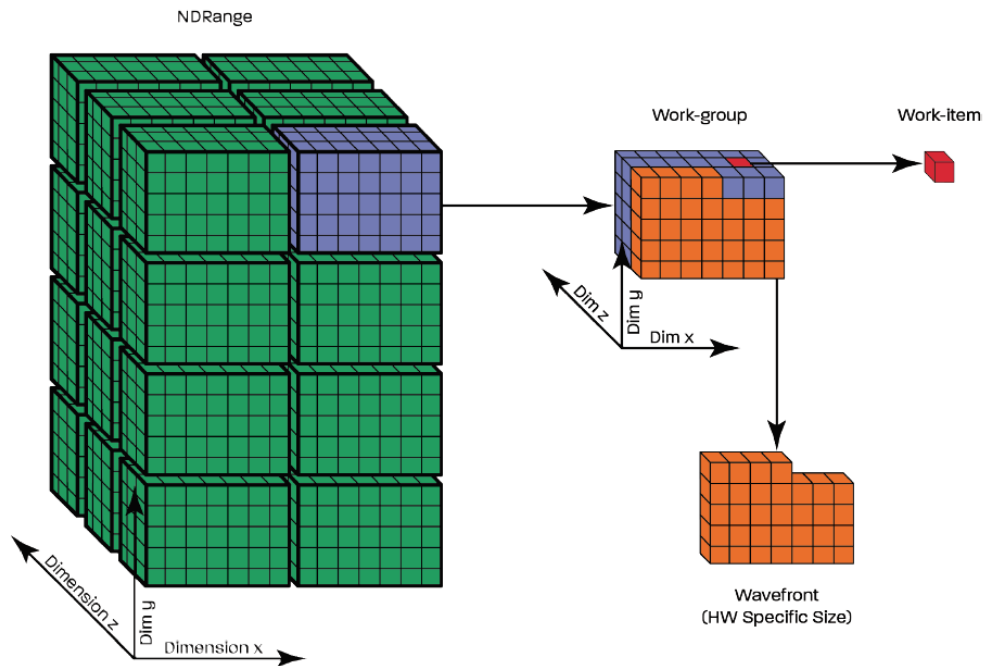 NDRange
Work-group
Work-item
Dim z
Dim y
Dim x
Dimension z
Dim y
Dimension x
Wavefront
(HW Specific Size)